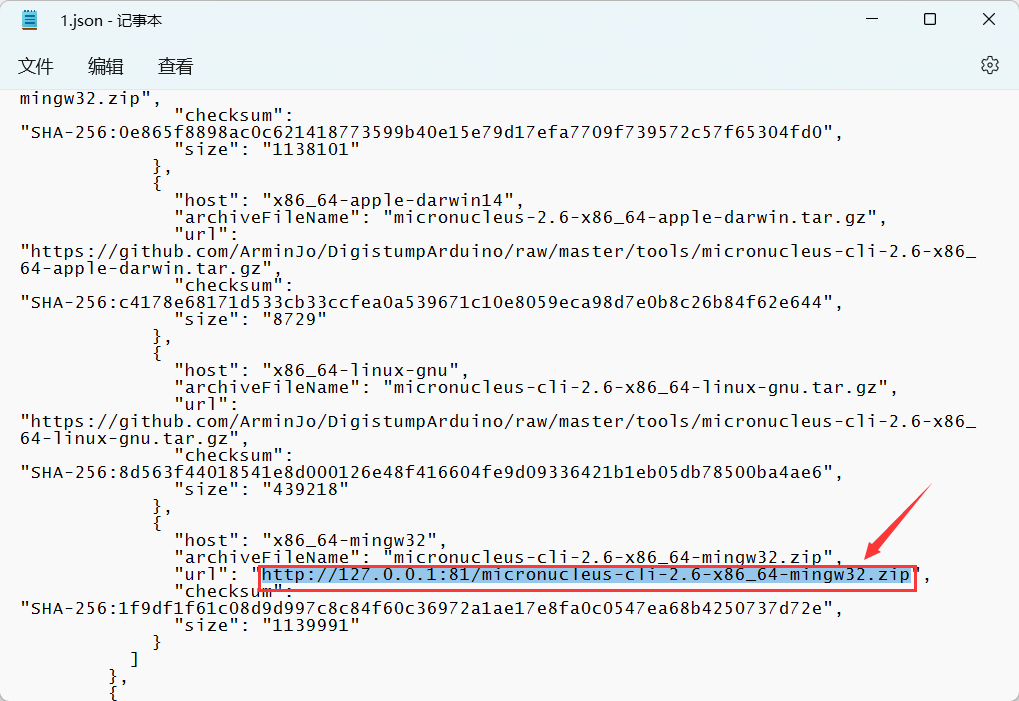 1.json - 记事本
文件 编辑 查看
mingw32.zip",
"checksum":
"SHA-256:0e865f8898ac0c621418773599b40e15e79d17efa7709f739572c57f65304fd0",
"size": "1138101"
},
{
"host": "x86_64-apple-darwin14",
"archiveFileName": "micronucleus-2.6-x86_64-apple-darwin.tar.gz",
"url":
"https://github.com/ArminJo/DigistumpArduino/raw/master/tools/micronucleus-cli-2.6-x86_
64-apple-darwin.tar.gz",
"checksum":
"SHA-256:c4178e68171d533cb33ccfea0a539671c10e8059eca98d7e0b8c26b84f62e644",
"size": "8729"
},
{
"host": "x86_64-linux-gnu",
"archiveFileName": "micronucleus-cli-2.6-x86_64-linux-gnu.tar.gz",
"url":
"https://github.com/ArminJo/DigistumpArduino/raw/master/tools/micronucleus-cli-2.6-x86_
64-linux-gnu.tar.gz",
"checksum":
"SHA-256:8d563f44018541e8d000126e48f416604fe9d09336421b1eb05db78500ba4ae6",
"size": "439218"
},
{
"host": "x86_64-mingw32",
"archiveFileName": "micronucleus-cli-2.6-x86_64-mingw32.zip",
"url": "http://127.0.0.1:81/micronucleus-cli-2.6-x86_64-mingw32.zip",
"checksum":
"SHA-256:1f9df1f61c08d9d997c8c84f60c36972a1ae17e8fa0c0547ea68b4250737d72e",
"size": "1139991"
}
]
},
{